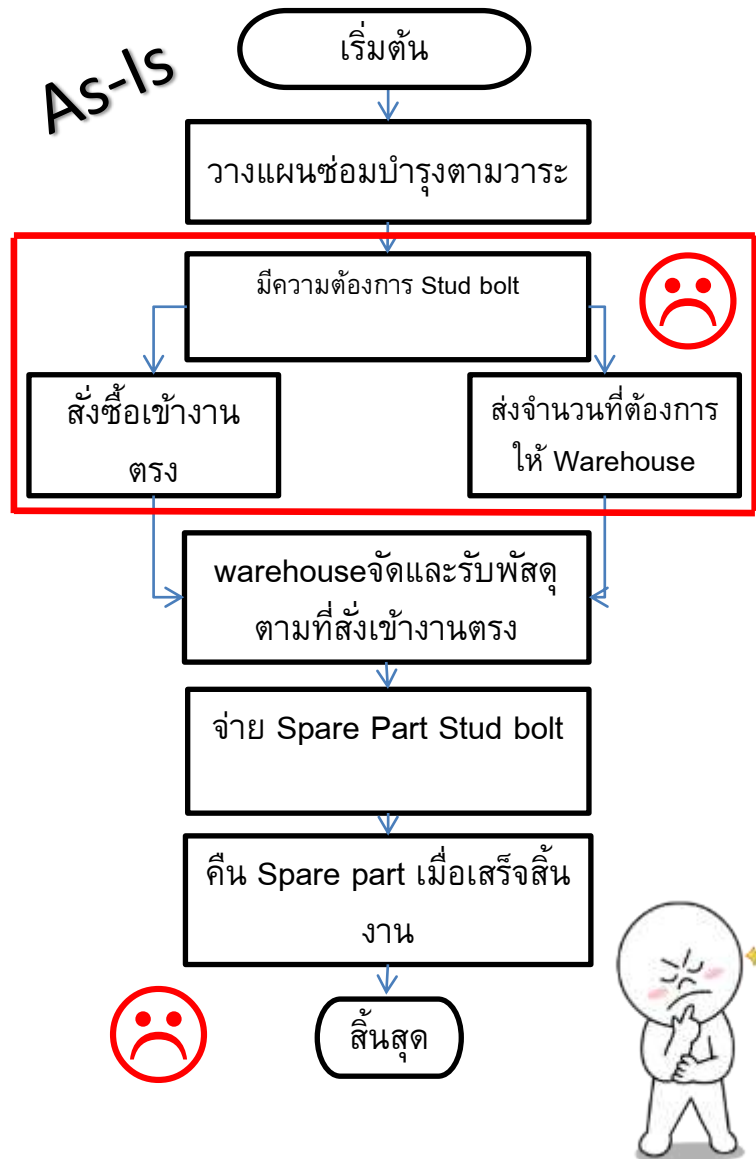 As-Is
เริ่มต้น
วางแผนซ่อมบำรุงตามวาระ
มีความต้องการ Stud bolt
สั่งซื้อเข้างาน
ตรง
ส่งจำนวนที่ต้องการ
ให้ Warehouse
warehouseจัดและรับพัสดุ
ตามที่สั่งเข้างานตรง
จ่าย Spare Part Stud bolt
คืน Spare part เมื่อเสร็จสิ้น
งาน
สิ้นสุด